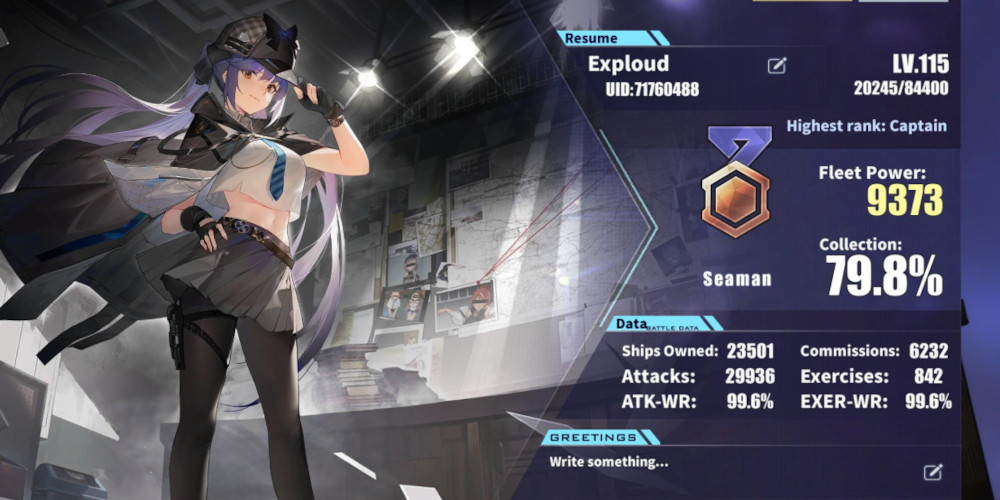 Resume
Exploud
LV.115
UID:71760488
20245/84400
Highest rank: Captain
Fleet Power:
9373
Collection:
79.8%
Seaman
Data BATTLE DATA
Ships Owned: 23501 Commissions: 6232
Attacks: 29936 Exercises: 842
ATK-WR: 99.6% EXER-WR: 99.6%
GREETINGS
Write something...